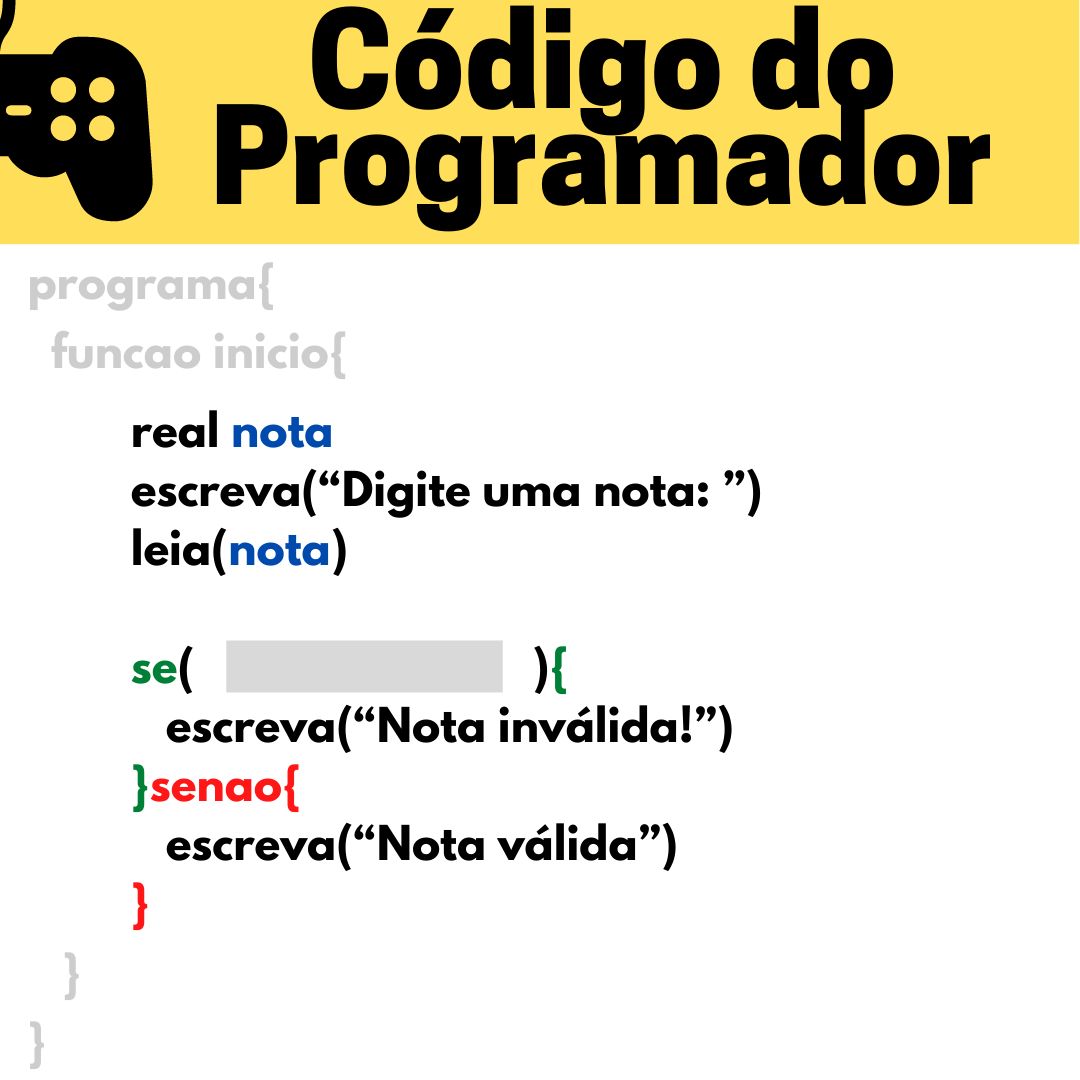 Código do
Programador
programa{
funcao inicio{
real nota
escreva(“Digite uma nota: ”)
leia(nota)
se( ){
escreva(“Nota inválida!”)
}senao{
escreva(“Nota válida”)
}
}
}